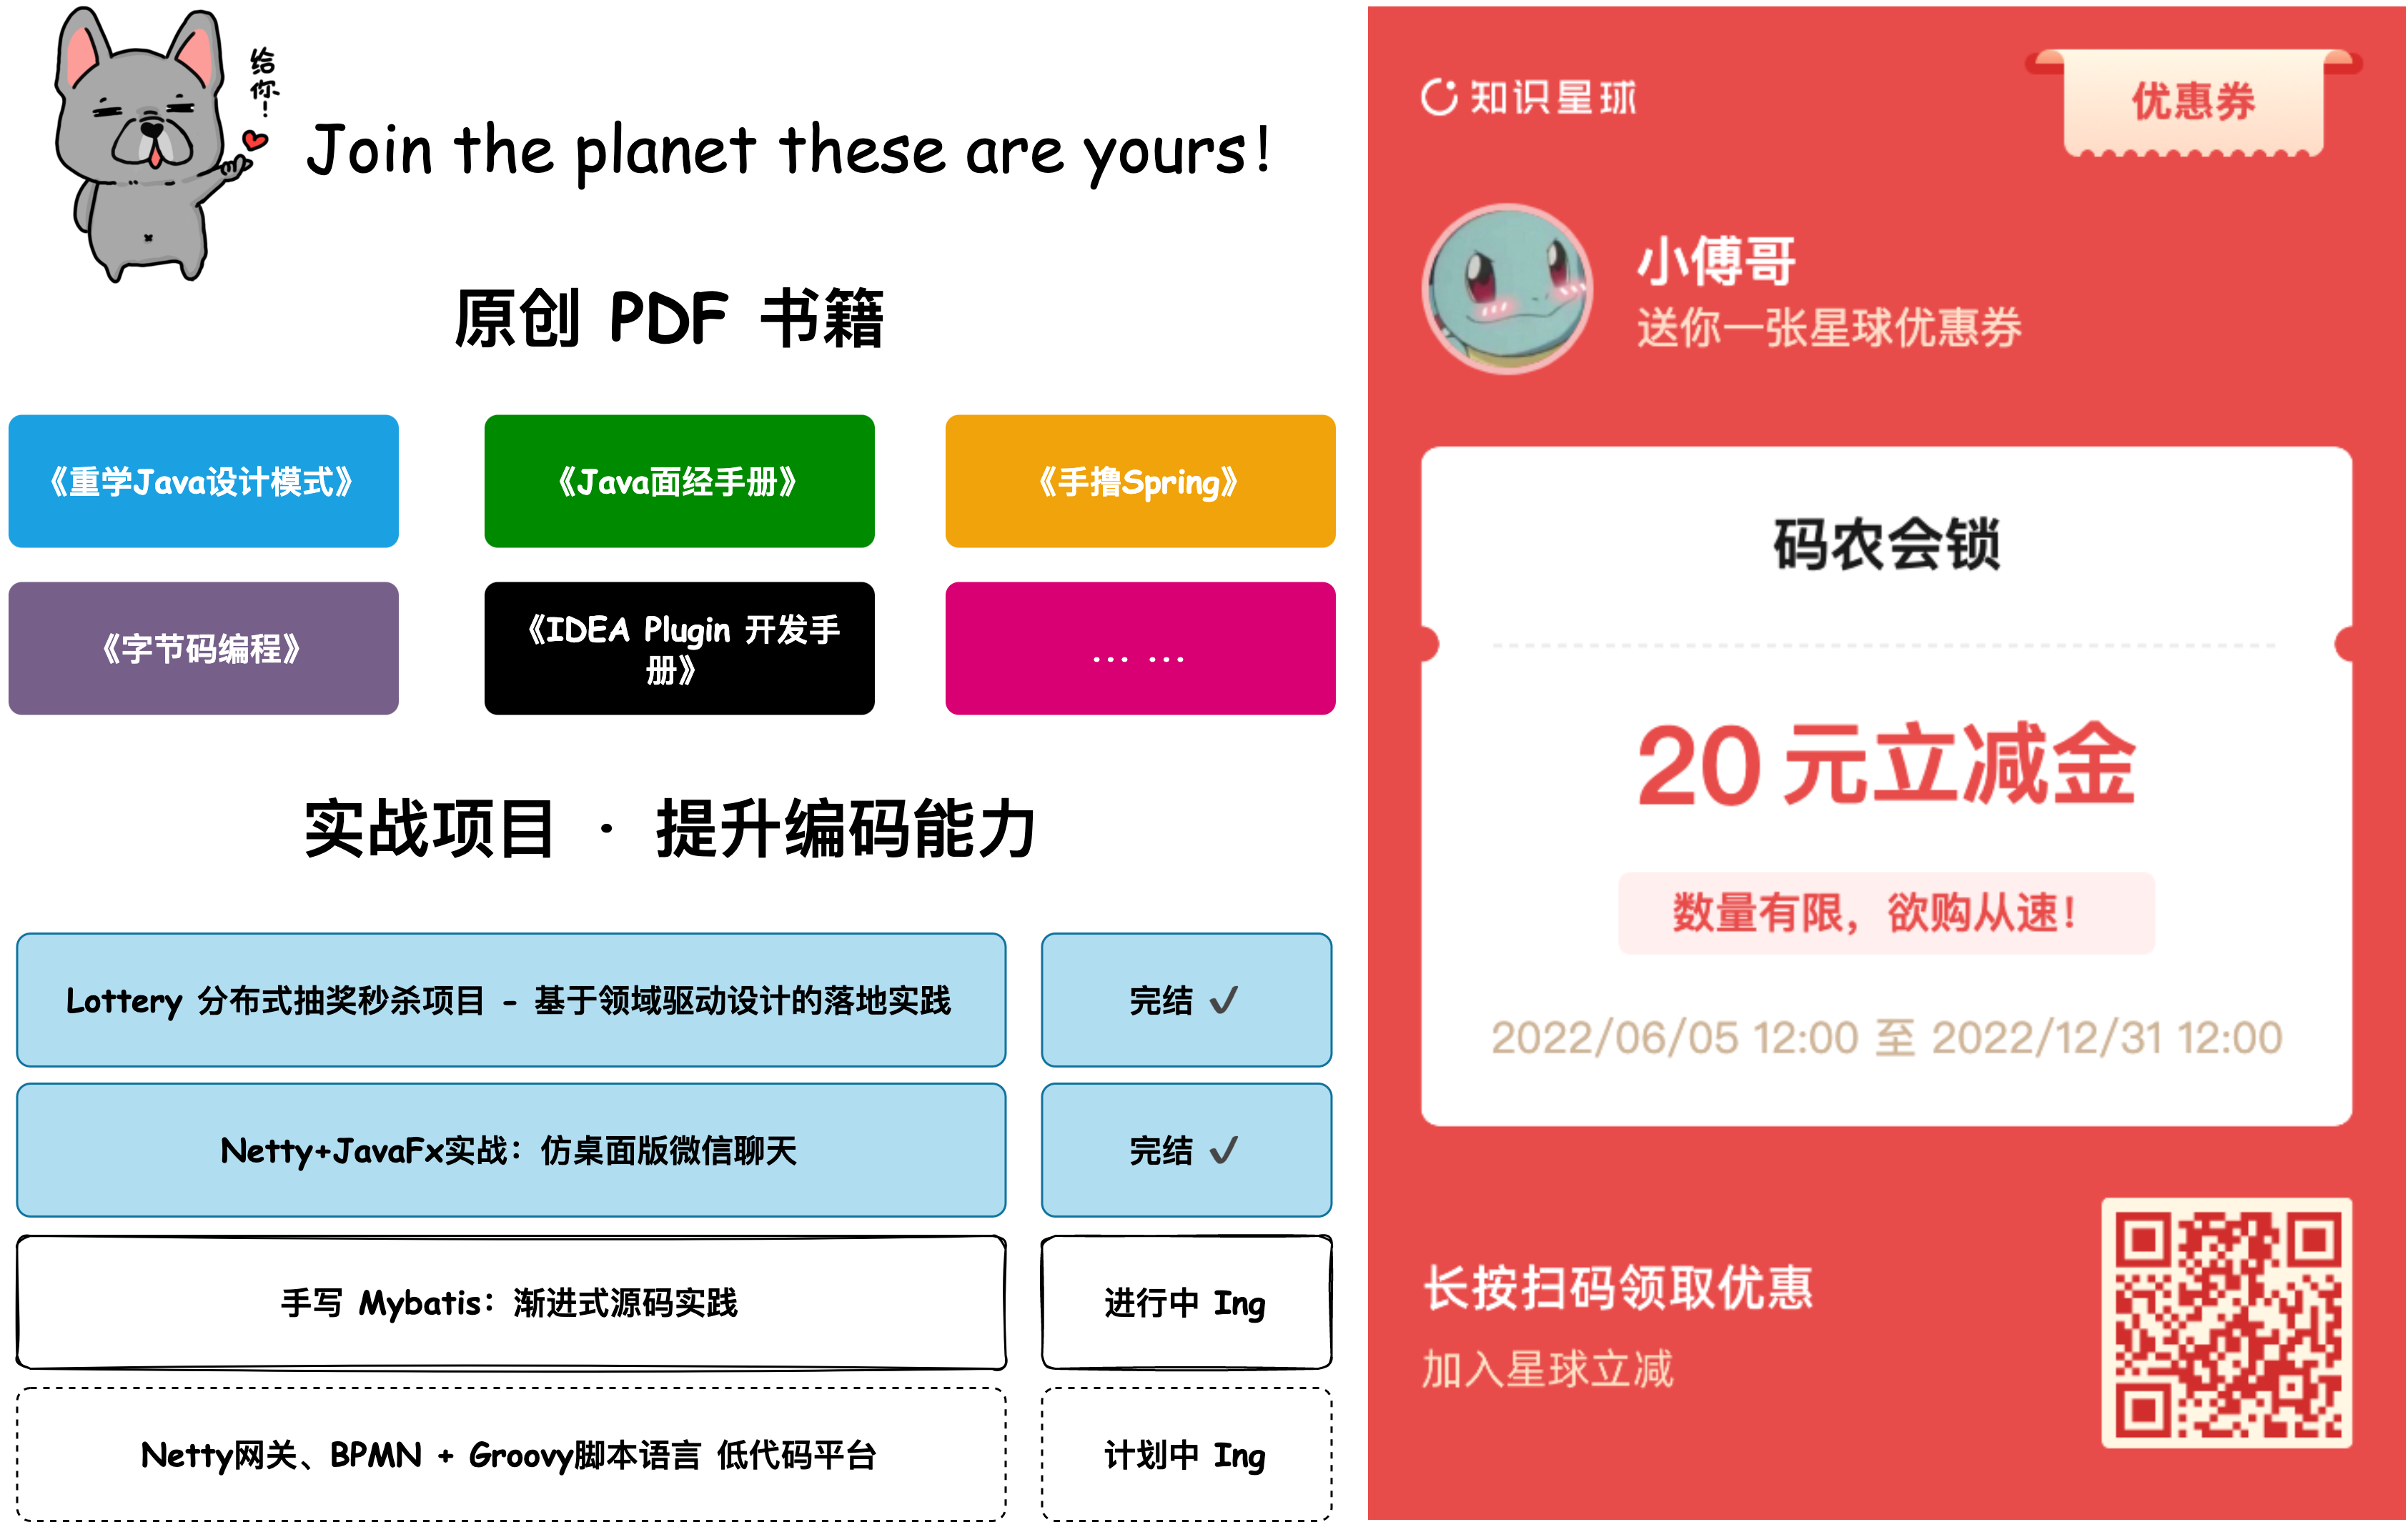 给你！
Join the planet these are yours!
原创 PDF 书籍
《重学Java设计模式》
《Java面经手册》
《手撸Spring》
《字节码编程》
《IDEA Plugin 开发手
册》
... ...
实战项目 · 提升编码能力
Lottery 分布式抽奖秒杀项目 - 基于领域驱动设计的落地实践
完结 ✓
Netty+JavaFx实战：仿桌面版微信聊天
完结 ✓
手写 Mybatis：渐进式源码实践
进行中 Ing
Netty网关、BPMN + Groovy脚本语言 低代码平台
计划中 Ing
知识星球
优惠券
小傅哥
送你一张星球优惠券
码农会锁
20 元立减金
数量有限，欲购从速！
2022/06/05 12:00 至 2022/12/31 12:00
长按扫码领取优惠
加入星球立减